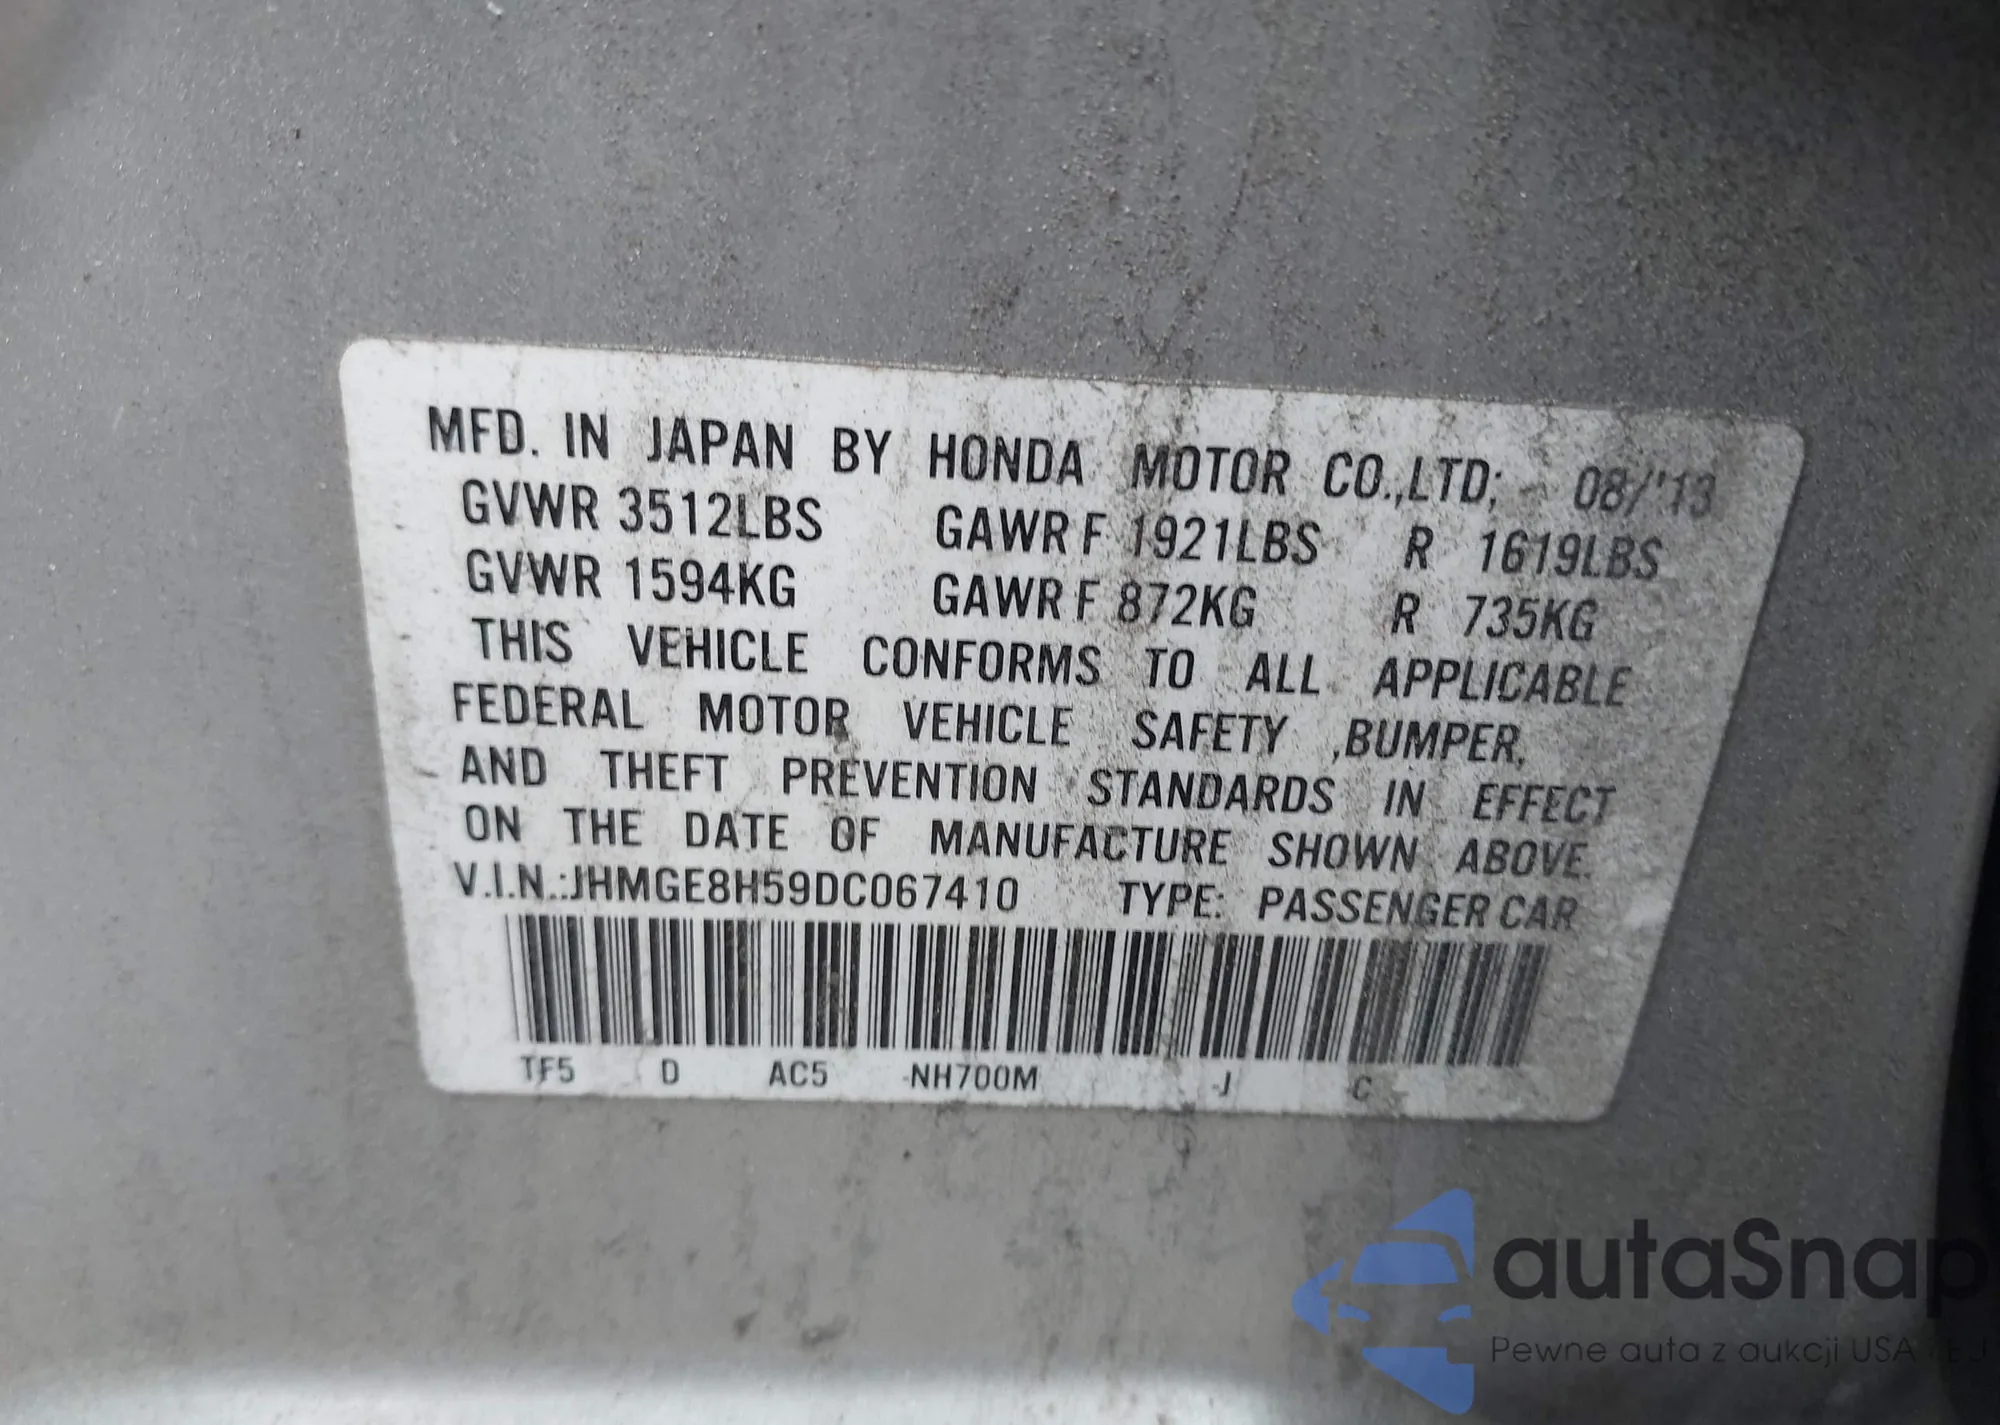 MFD. IN JAPAN BY HONDA MOTOR CO.,LTD; 08/'13
GVWR 3512LBS GAWR F 1921LBS R 1619LBS
GVWR 1594KG GAWR F 872KG R 735KG
THIS VEHICLE CONFORMS TO ALL APPLICABLE
FEDERAL MOTOR VEHICLE SAFETY ,BUMPER,
AND THEFT PREVENTION STANDARDS IN EFFECT
ON THE DATE OF MANUFACTURE SHOWN ABOVE.
V.I.N.:JHMGE8H59DC067410 TYPE: PASSENGER CAR
TF5 D AC5 -NH700M -J C
autaSnap
Pewne auta z aukcji USA i EU